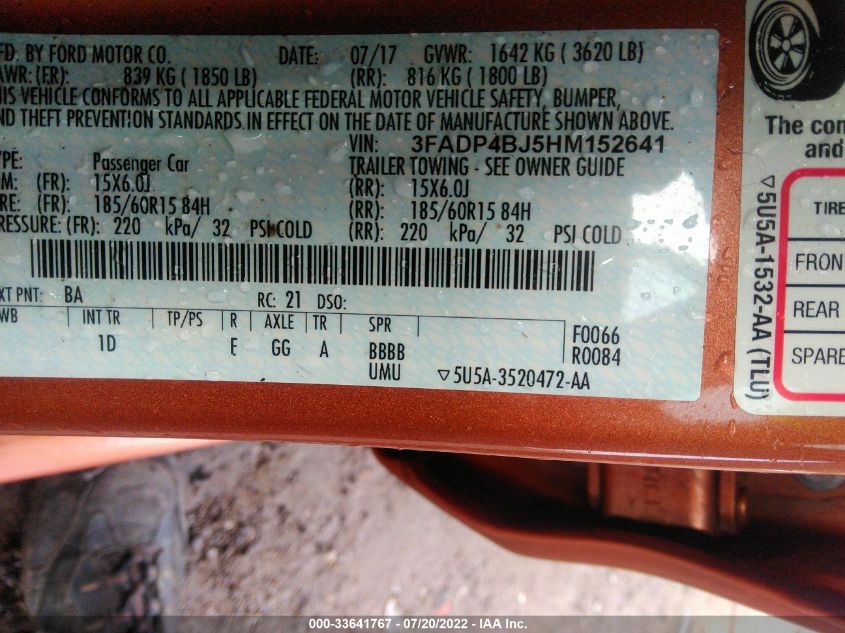 FD. BY FORD MOTOR CO. DATE: 07/17 GVWR: 1642 KG ( 3620 LB)
AWR: (FR): 839 KG ( 1850 LB) (RR): 816 KG ( 1800 LB)
HIS VEHICLE CONFORMS TO ALL APPLICABLE FEDERAL MOTOR VEHICLE SAFETY, BUMPER,
ND THEFT PREVENTION STANDARDS IN EFFECT ON THE DATE OF MANUFACTURE SHOWN ABOVE.
VIN: 3FADP4BJ5HM152641
YPE: Passenger Car TRAILER TOWING - SEE OWNER GUIDE
IM: (FR): 15X6.0J (RR): 15X6.0J
RE: (FR): 185/60R15 84H (RR): 185/60R15 84H
RESSURE: (FR): 220 kPa/ 32 PSI COLD (RR): 220 kPa/ 32 PSI COLD
XT PNT: BA RC: 21 DSO:
WB INT TR TP/PS R AXLE TR SPR F0066
1D E GG A BBBB R0084
UMU ▽5U5A-3520472-AA
The con
and
▽5U5A-1532-AA (TLU)
TIRE
FRON
REAR
SPARE
000-33641767 - 07/20/2022 - IAA Inc.